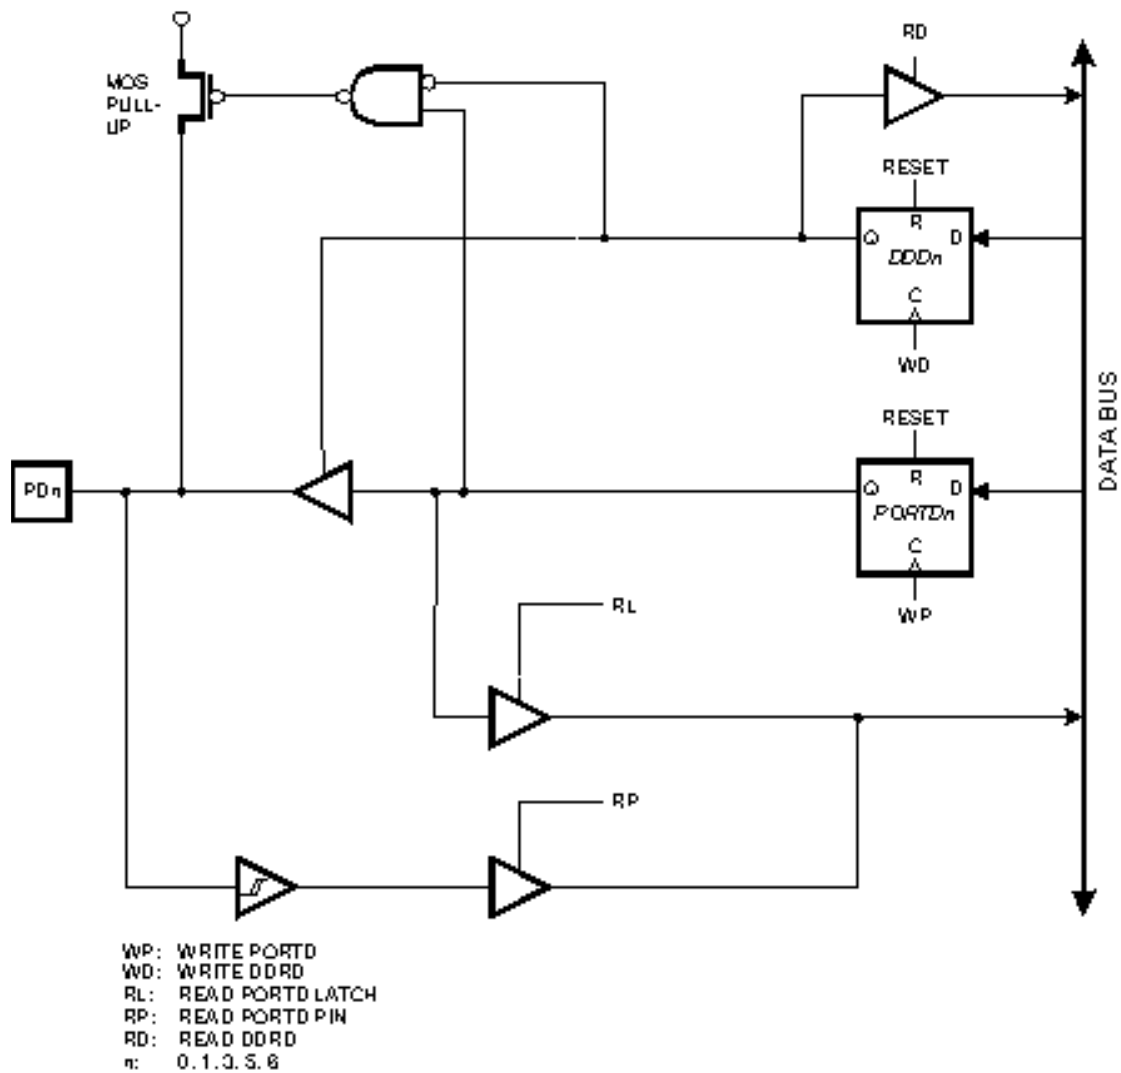 RD
MOS
PULL-
UP
RESET
R
Q D
DDDn
C
WD
RESET
DATA BUS
PDn
R
Q D
PORTDn
C
WP
RL
RP
WP: WRITE PORTD
WD: WRITE DDRD
RL: READ PORTD LATCH
RP: READ PORTD PIN
RD: READ DDRD
n: 0, 1, 3, 5, 6